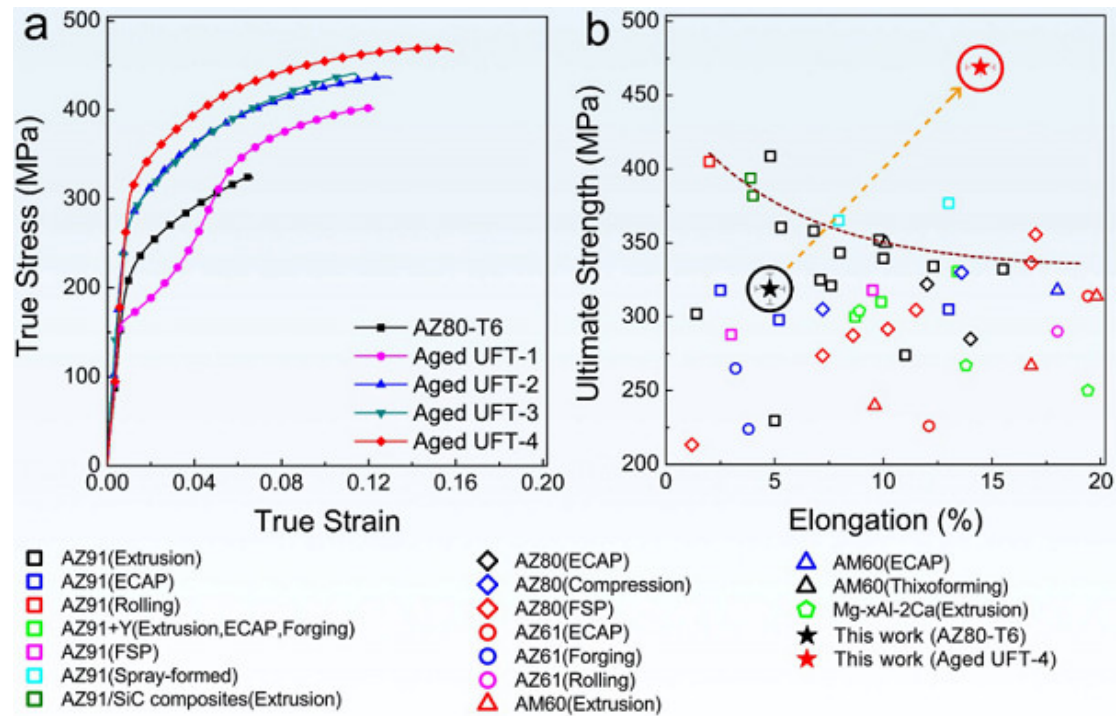 a
500
400
300
200
100
0
True Stress (MPa)
0.00 0.04 0.08 0.12 0.16 0.20
True Strain
AZ80-T6
Aged UFT-1
Aged UFT-2
Aged UFT-3
Aged UFT-4
b
500
450
400
350
300
250
200
Ultimate Strength (MPa)
0 5 10 15 20
Elongation (%)
AZ91(Extrusion)
AZ91(ECAP)
AZ91(Rolling)
AZ91+Y(Extrusion,ECAP,Forging)
AZ91(FSP)
AZ91(Spray-formed)
AZ91/SiC composites(Extrusion)
AZ80(ECAP)
AZ80(Compression)
AZ80(FSP)
AZ61(ECAP)
AZ61(Forging)
AZ61(Rolling)
AM60(Extrusion)
AM60(ECAP)
AM60(Thixoforming)
Mg-xAl-2Ca(Extrusion)
This work (AZ80-T6)
This work (Aged UFT-4)